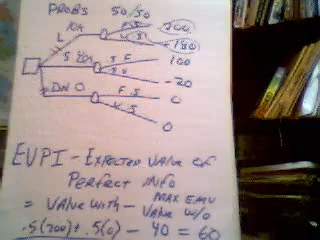 PROBS 50/50
F.S 200
L
U.S -180
S F 100
S
S U -20
DN O
F S 0
U.S. 0
EVPI - EXPECTED VALUE OF
PERFECT INFO
= VALUE WITH - MAX EMV
VALUE W/O
.5(200) + .5(0) - 40 = 60